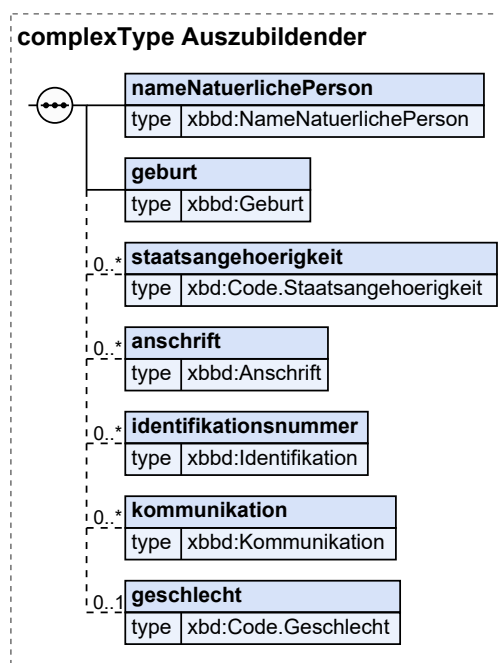 complexType Auszubildender
nameNatuerlichePerson
type xbbd:NameNatuerlichePerson
geburt
type xbbd:Geburt
0..* staatsangehoerigkeit
type xbd:Code.Staatsangehoerigkeit
0..* anschrift
type xbbd:Anschrift
0..* identifikationsnummer
type xbbd:Identifikation
0..* kommunikation
type xbbd:Kommunikation
0..1 geschlecht
type xbd:Code.Geschlecht